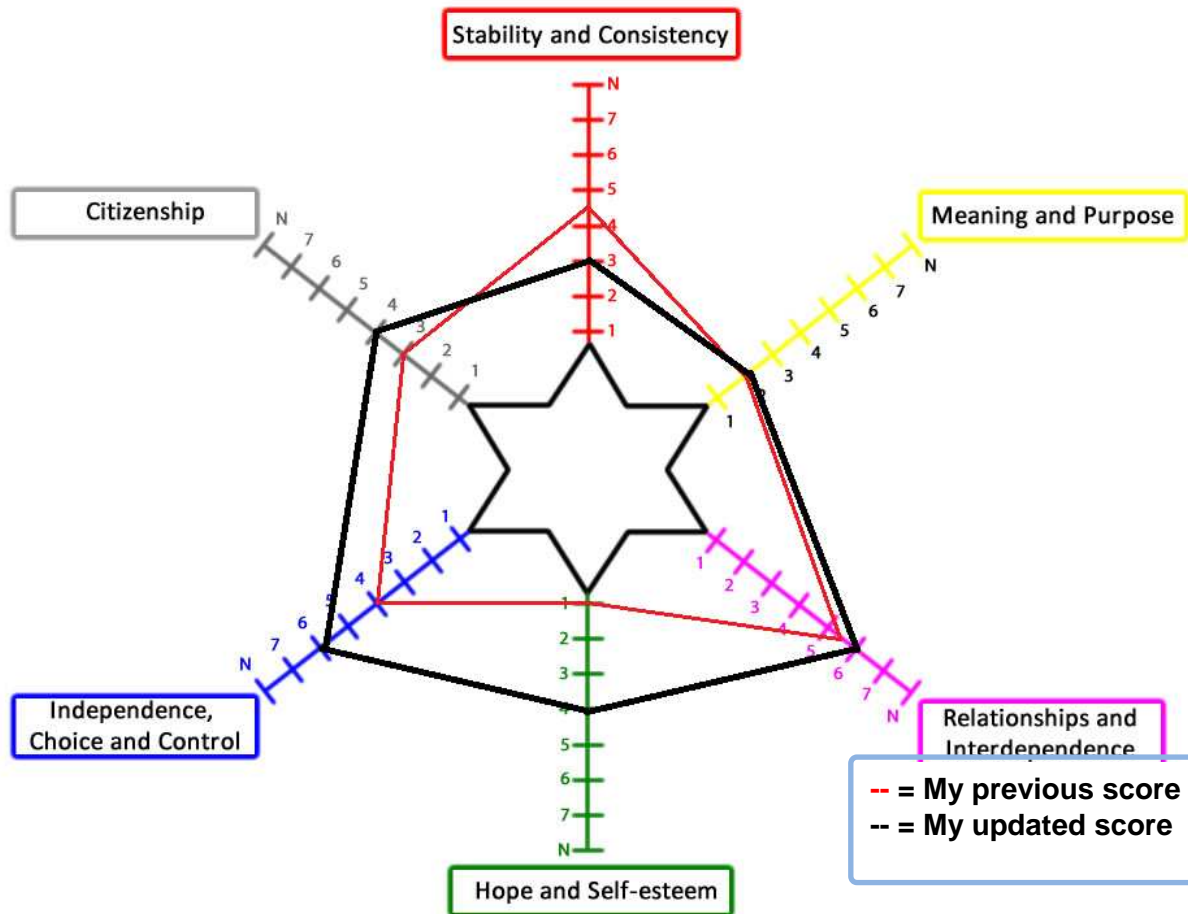 Stability and Consistency
N
7
6
5
4
3
2
1
Citizenship
N
7
6
5
4
3
2
1
Meaning and Purpose
N
7
6
5
4
3
2
1
1
2
3
4
5
6
7
N
Independence,
Choice and Control
1
2
3
4
5
6
7
N
Relationships and
Interdependence
1
2
3
4
5
6
7
N
Hope and Self-esteem
-- = My previous score
-- = My updated score